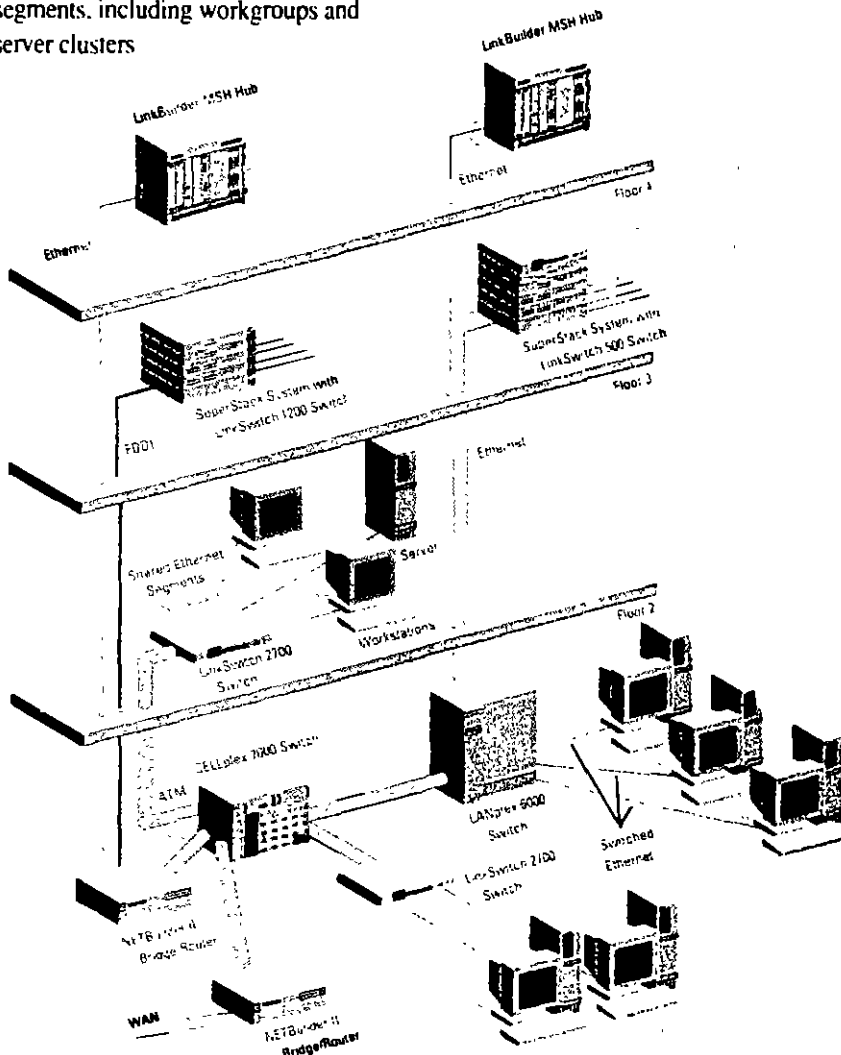 segments, including workgroups and
server clusters
LinkBuilder MSH Hub
LinkBuilder MSH Hub
Ethernet
Ethernet
Floor 4
SuperStack System with
LinkSwitch 1200 Switch
SuperStack System with
LinkSwitch 500 Switch
Floor 3
FDDI
Ethernet
Shared Ethernet
Segments
Server
Workstations
LinkSwitch 2700
Switch
Floor 2
CELLplex 7000 Switch
ATM
LANplex 6000
Switch
Switched
Ethernet
LinkSwitch 2700
Switch
NETBuilder II
Bridge/Router
WAN
NETBuilder II
Bridge/Router